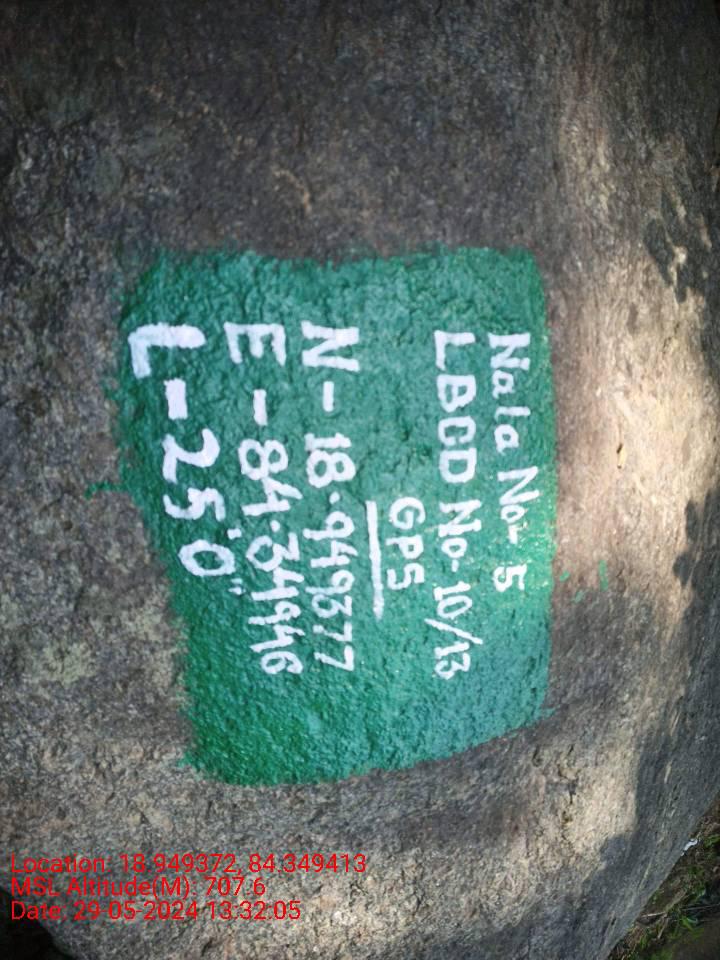 Nala No- 5
LBCD No- 10/13
GPS
N - 18.949377
E - 84.34946
L - 25'0"
Location: 18.949372, 84.349413
MSL Altitude(M): 707.6
Date: 29-05-2024 13:32:05